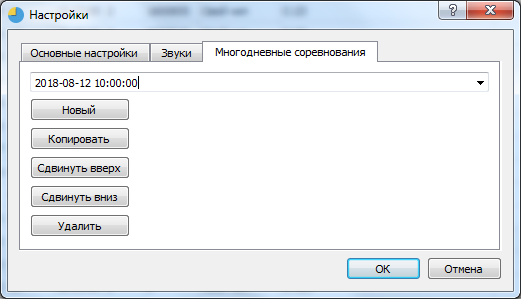 Настройки
Основные настройки Звуки Многодневные соревнования
2018-08-12 10:00:00
Новый
Копировать
Сдвинуть вверх
Сдвинуть вниз
Удалить
OK Отмена